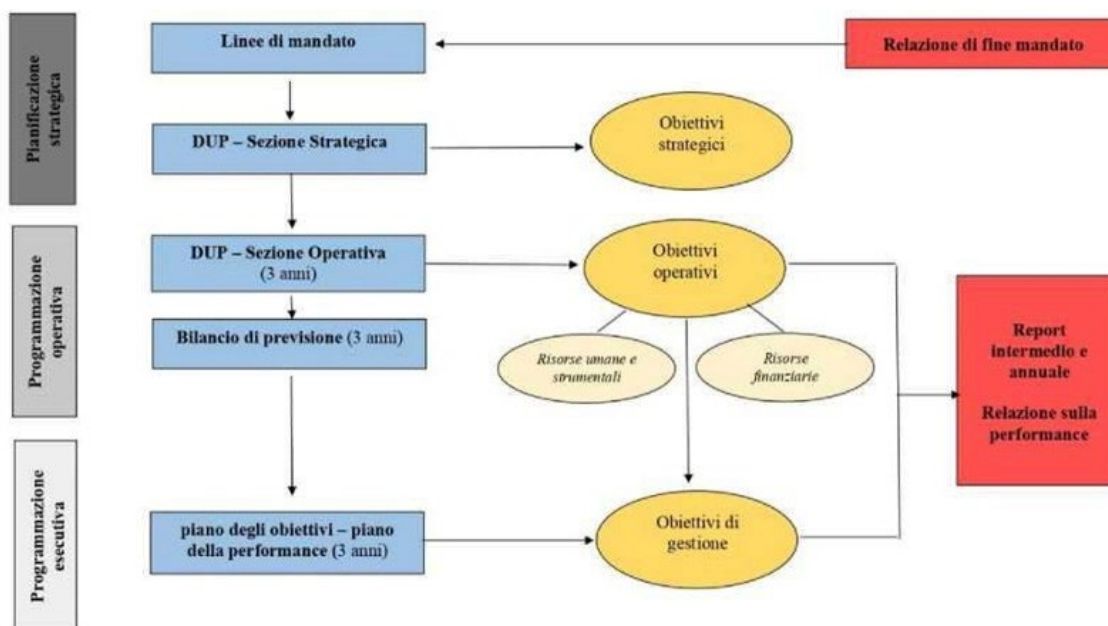 Pianificazione
strategica
Linee di mandato
Relazione di fine mandato
DUP – Sezione Strategica
Obiettivi
strategici
Programmazione
operativa
DUP – Sezione Operativa
(3 anni)
Obiettivi
operativi
Bilancio di previsione (3 anni)
Risorse umane e
strumentali
Risorse
finanziarie
Report
intermedio e
annuale
Relazione sulla
performance
Programmazione
esecutiva
piano degli obiettivi – piano
della performance (3 anni)
Obiettivi di
gestione